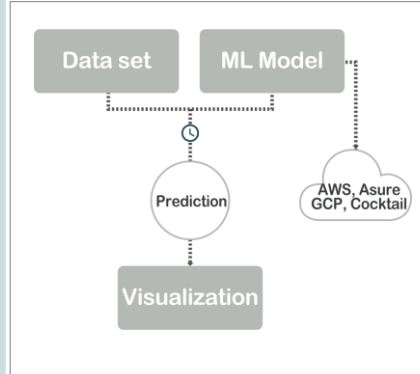 Data set
ML Model
AWS, Asure
GCP, Cocktail
Prediction
Visualization